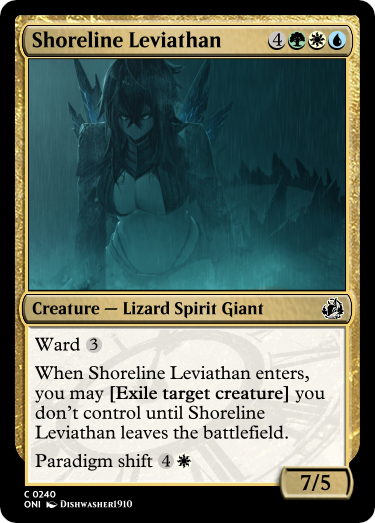 Shoreline Leviathan 4
Creature — Lizard Spirit Giant
Ward 3
When Shoreline Leviathan enters,
you may [Exile target creature] you
don't control until Shoreline
Leviathan leaves the battlefield.
Paradigm shift 4
7/5
C 0240
ONI Dishwasher1910